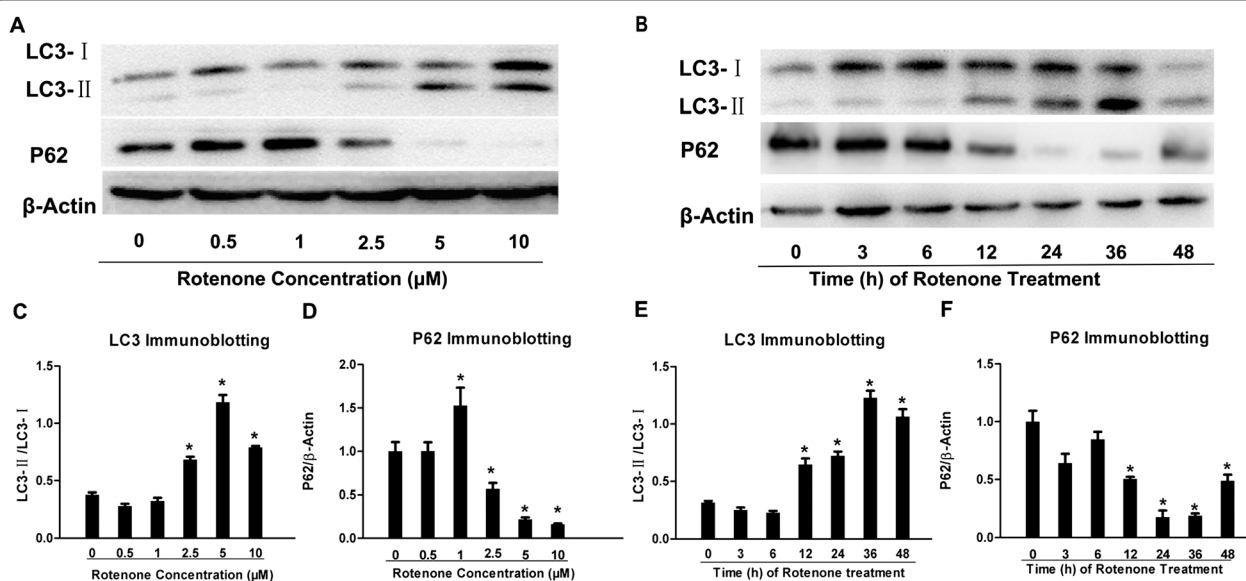 A
LC3-Ⅰ
LC3-Ⅱ
P62
β-Actin
0 0.5 1 2.5 5 10
Rotenone Concentration (μM)
B
LC3-Ⅰ
LC3-Ⅱ
P62
β-Actin
0 3 6 12 24 36 48
Time (h) of Rotenone Treatment
C
LC3 Immunoblotting
LC3-Ⅱ/LC3-Ⅰ
1.5
1.0
0.5
0.0
* * *
0 0.5 1 2.5 5 10
Rotenone Concentration (μM)
D
P62 Immunoblotting
P62/β-Actin
2.0
1.5
1.0
0.5
0.0
* * * *
0 0.5 1 2.5 5 10
Rotenone Concentration (μM)
E
LC3 Immunoblotting
LC3-Ⅱ/LC3-Ⅰ
1.5
1.0
0.5
0.0
* * * *
0 3 6 12 24 36 48
Time (h) of Rotenone treatment
F
P62 Immunoblotting
P62/β-Actin
1.5
1.0
0.5
0.0
* * * *
0 3 6 12 24 36 48
Time (h) of Rotenone Treatment